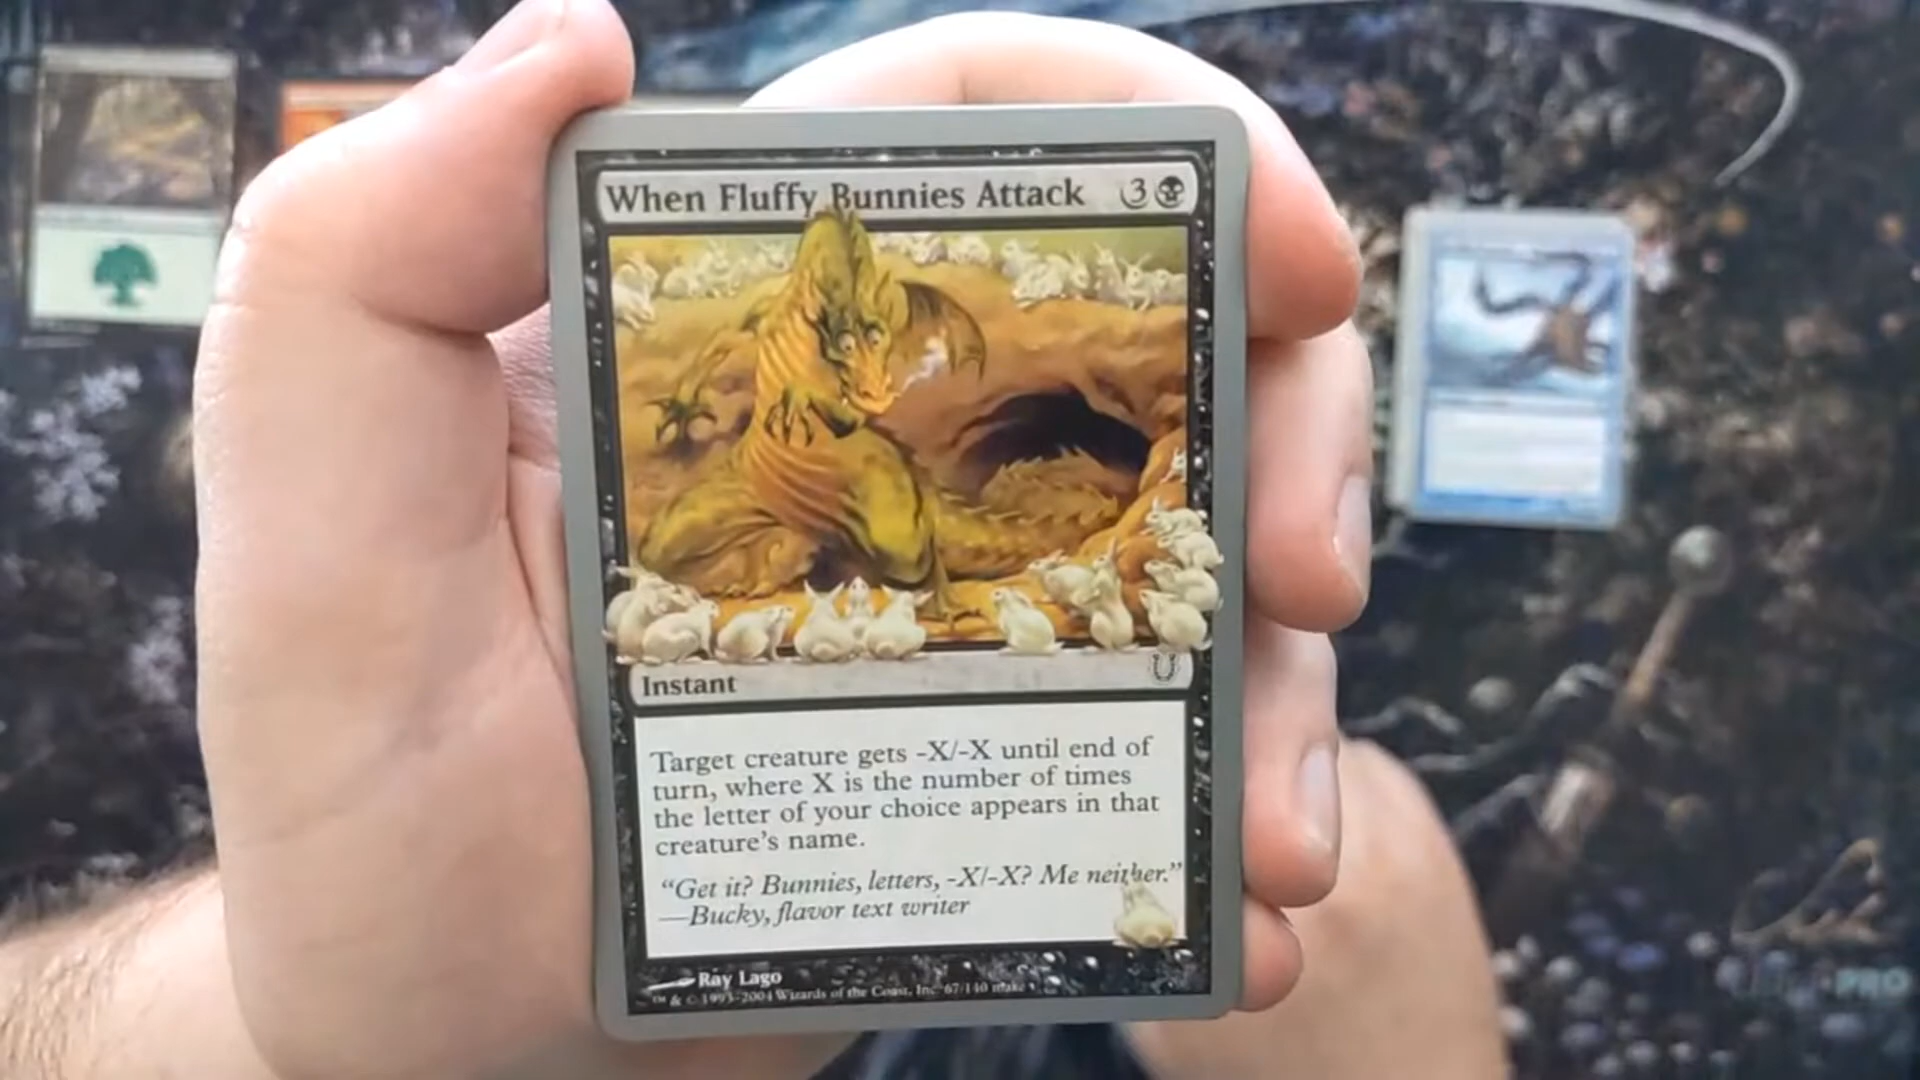 When Fluffy Bunnies Attack 3
Instant
Target creature gets -X/-X until end of
turn, where X is the number of times
the letter of your choice appears in that
creature's name.
"Get it? Bunnies, letters, -X/-X? Me neither."
—Bucky, flavor text writer
Ray Lago
™ & © 1993-2004 Wizards of the Coast, Inc. 67/140
PRO